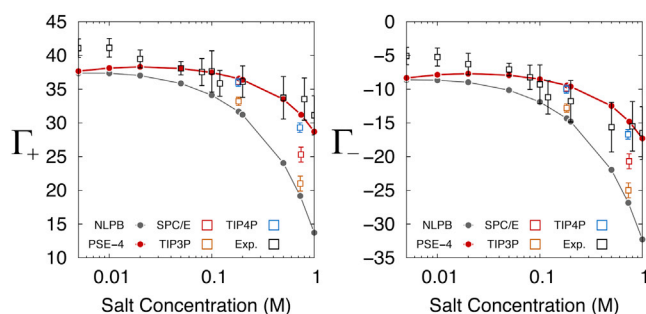 Γ+
45
40
35
30
25
20
15
10
NLPB SPC/E TIP4P
PSE-4 TIP3P Exp.
0.01 0.1 1
Salt Concentration (M)
Γ−
0
−5
−10
−15
−20
−25
−30
−35
NLPB SPC/E TIP4P
PSE-4 TIP3P Exp.
0.01 0.1 1
Salt Concentration (M)